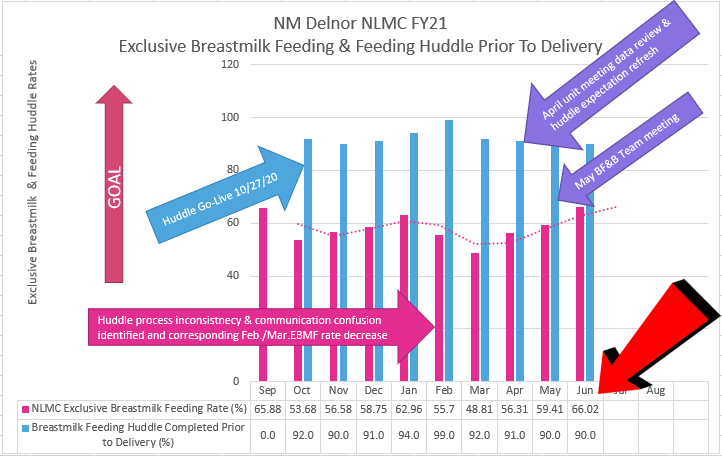 NM Delnor NLMC FY21
Exclusive Breastmilk Feeding & Feeding Huddle Prior To Delivery
Exclusive Breastmilk & Feeding Huddle Rates
GOAL
120
100
80
60
40
20
0
Huddle Go-Live 10/27/20
April unit meeting data review &
huddle expectation refresh
May BF&B Team meeting
Huddle process inconsistnecy & communication confusion
identified and corresponding Feb./Mar.EBMF rate decrease
Sep Oct Nov Dec Jan Feb Mar Apr May Jun Aug
NLMC Exclusive Breastmilk Feeding Rate (%) 65.88 53.68 56.58 58.75 62.96 55.7 48.81 56.31 59.41 66.02
Breastmilk Feeding Huddle Completed Prior
to Delivery (%) 0.0 92.0 90.0 91.0 94.0 99.0 92.0 91.0 90.0 90.0